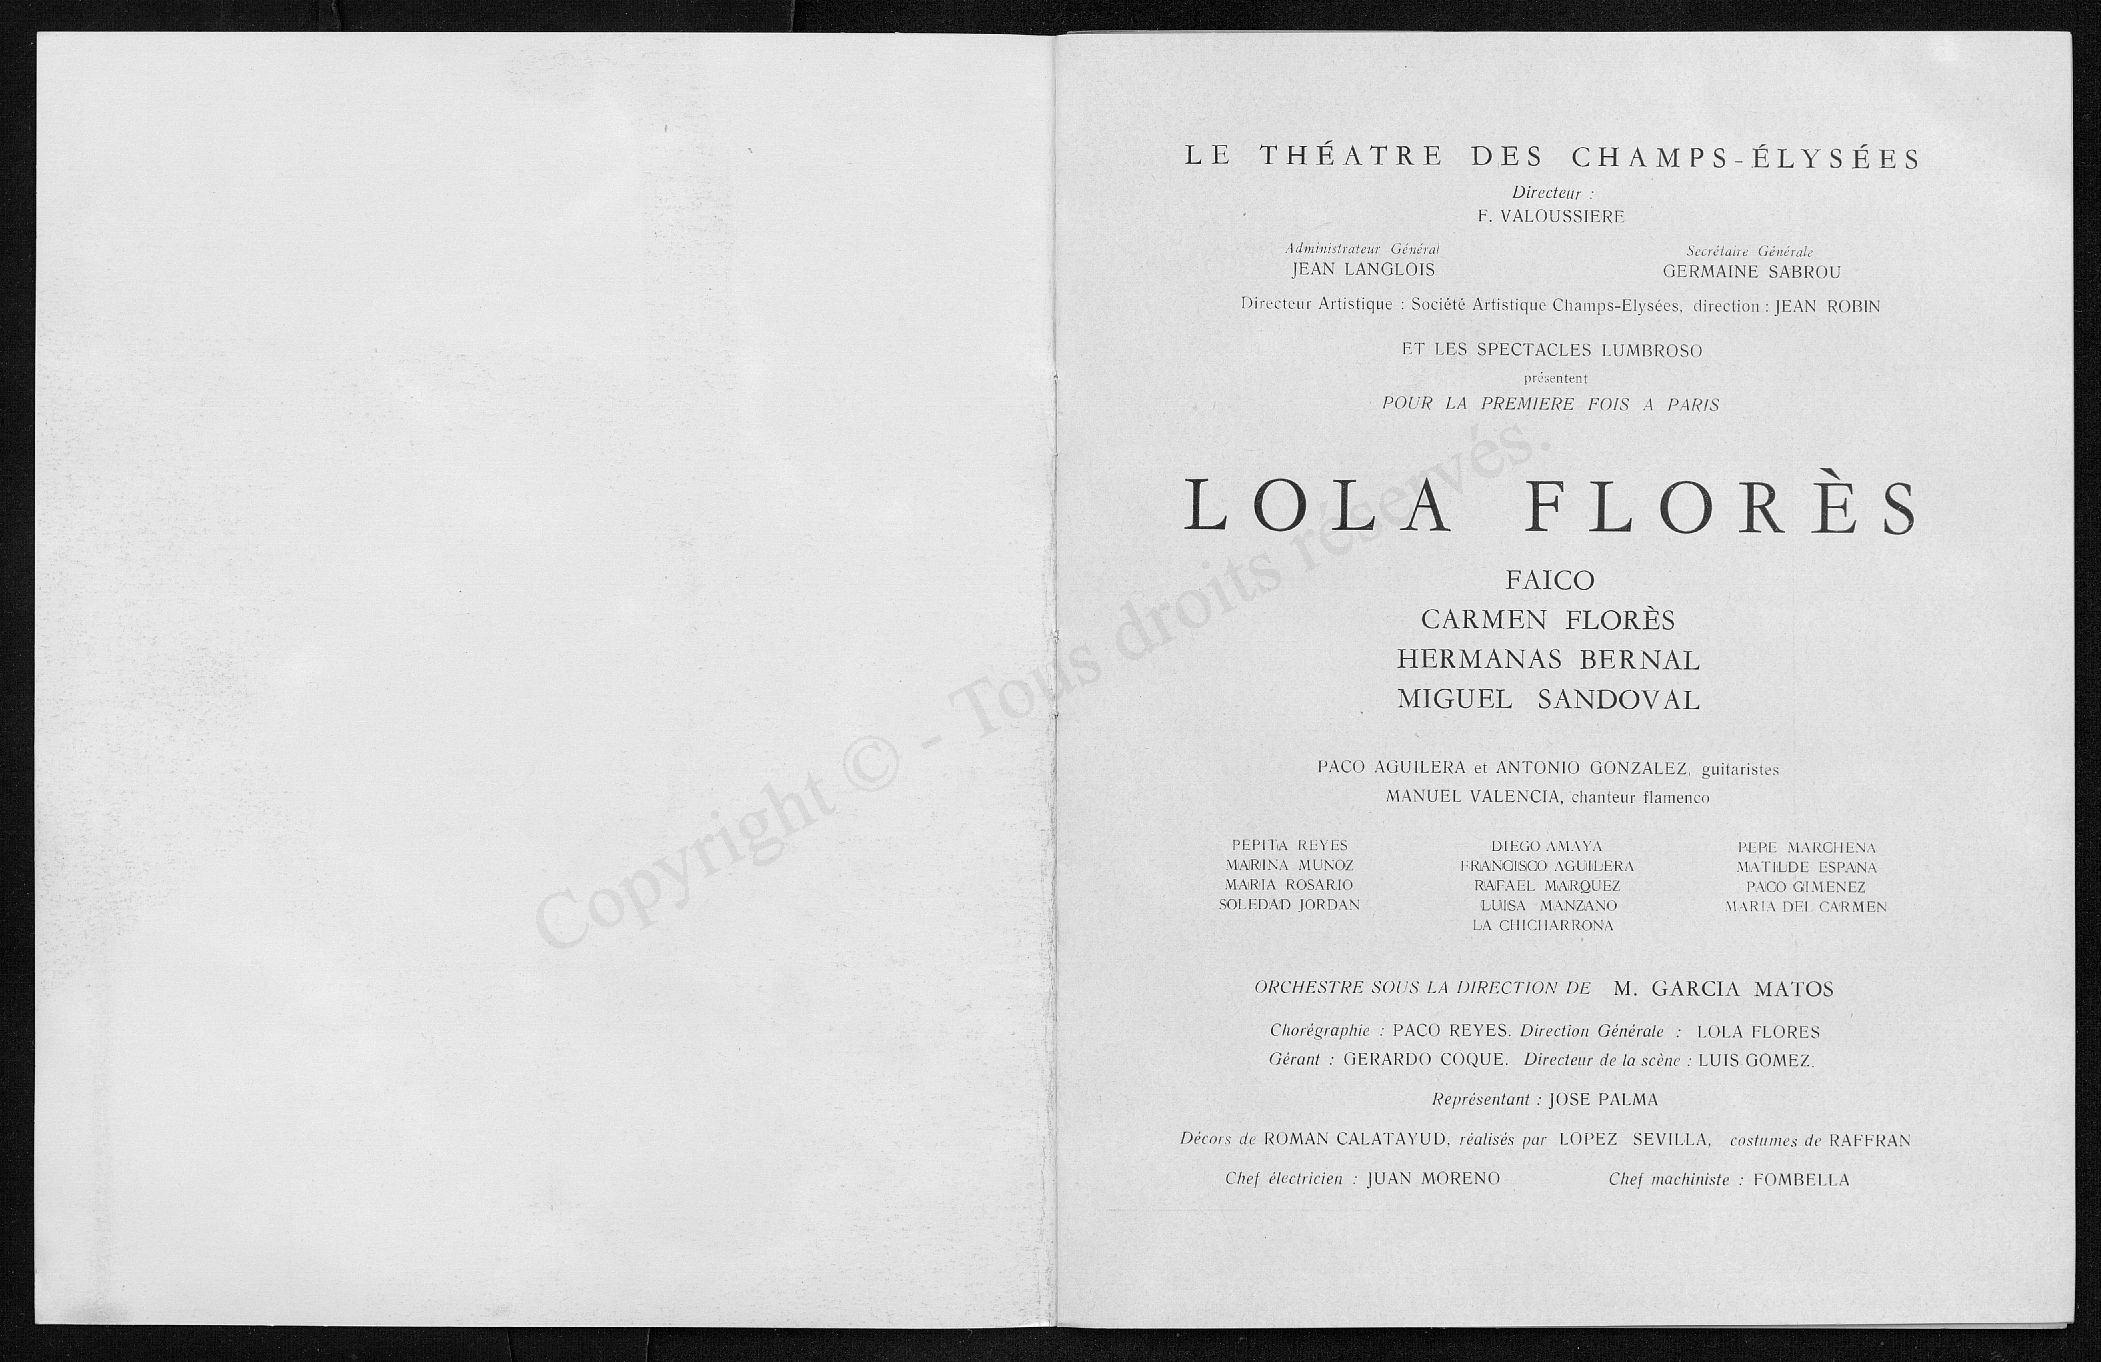 LE THÉATRE DES CHAMPS-ÉLYSÉES
Directeur :
F. VALOUSSIERE
Administrateur Général
JEAN LANGLOIS
Secrétaire Générale
GERMAINE SABROU
Directeur Artistique : Société Artistique Champs-Elysées, direction : JEAN ROBIN
ET LES SPECTACLES LUMBROSO
présentent
POUR LA PREMIERE FOIS A PARIS
LOLA FLORÈS
FAICO
CARMEN FLORÈS
HERMANAS BERNAL
MIGUEL SANDOVAL
PACO AGUILERA et ANTONIO GONZALEZ, guitaristes
MANUEL VALENCIA, chanteur flamenco
PEPITA REYES
MARINA MUNOZ
MARIA ROSARIO
SOLEDAD JORDAN
DIEGO AMAYA
FRANCISCO AGUILERA
RAFAEL MARQUEZ
LUISA MANZANO
LA CHICHARRONA
PEPE MARCHENA
MATILDE ESPANA
PACO GIMENEZ
MARIA DEL CARMEN
ORCHESTRE SOUS LA DIRECTION DE M. GARCIA MATOS
Chorégraphie : PACO REYES. Direction Générale : LOLA FLORES
Gérant : GERARDO COQUE. Directeur de la scène : LUIS GOMEZ.
Représentant : JOSE PALMA
Décors de ROMAN CALATAYUD, réalisés par LOPEZ SEVILLA, costumes de RAFFRAN
Chef électricien : JUAN MORENO Chef machiniste : FOMBELLA
Copyright © - Tous droits réservés.